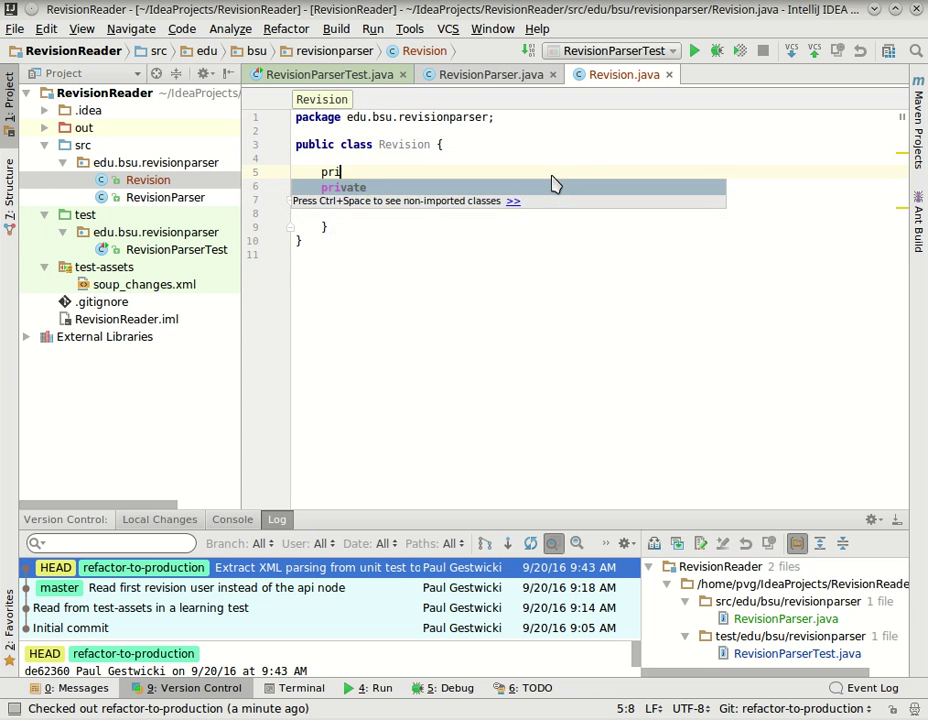 RevisionReader - [~/IdeaProjects/RevisionReader] - [RevisionReader] - ~/IdeaProjects/RevisionReader/src/edu/bsu/revisionparser/Revision.java - IntelliJ IDEA ...
File Edit View Navigate Code Analyze Refactor Build Run Tools VCS Window Help
RevisionReader src edu bsu revisionparser Revision RevisionParserTest VCS VCS
Project RevisionParserTest.java RevisionParser.java Revision.java
RevisionReader ~/IdeaProjects/
.idea
out
src
edu.bsu.revisionparser
Revision
RevisionParser
test
edu.bsu.revisionparser
RevisionParserTest
test-assets
soup_changes.xml
.gitignore
RevisionReader.iml
External Libraries
1: Project
7: Structure
2: Favorites
Revision
1 package edu.bsu.revisionparser;
2
3 public class Revision {
4
5 pri
6 private
7 Press Ctrl+Space to see non-imported classes >>
8
9 }
10 }
11
Maven Projects
Ant Build
Version Control: Local Changes Console Log
Branch: All User: All Date: All Paths: All
HEAD refactor-to-production Extract XML parsing from unit test to Paul Gestwicki 9/20/16 9:43 AM
master Read first revision user instead of the api node Paul Gestwicki 9/20/16 9:18 AM
Read from test-assets in a learning test Paul Gestwicki 9/20/16 9:14 AM
Initial commit Paul Gestwicki 9/20/16 9:05 AM
HEAD refactor-to-production
de62360 Paul Gestwicki on 9/20/16 at 9:43 AM
RevisionReader 2 files
/home/pvg/IdeaProjects/RevisionReade
src/edu/bsu/revisionparser 1 file
RevisionParser.java
test/edu/bsu/revisionparser 1 file
RevisionParserTest.java
0: Messages 9: Version Control Terminal 4: Run 5: Debug 6: TODO Event Log
Checked out refactor-to-production (a minute ago) 5:8 LF UTF-8 Git: refactor-to-production